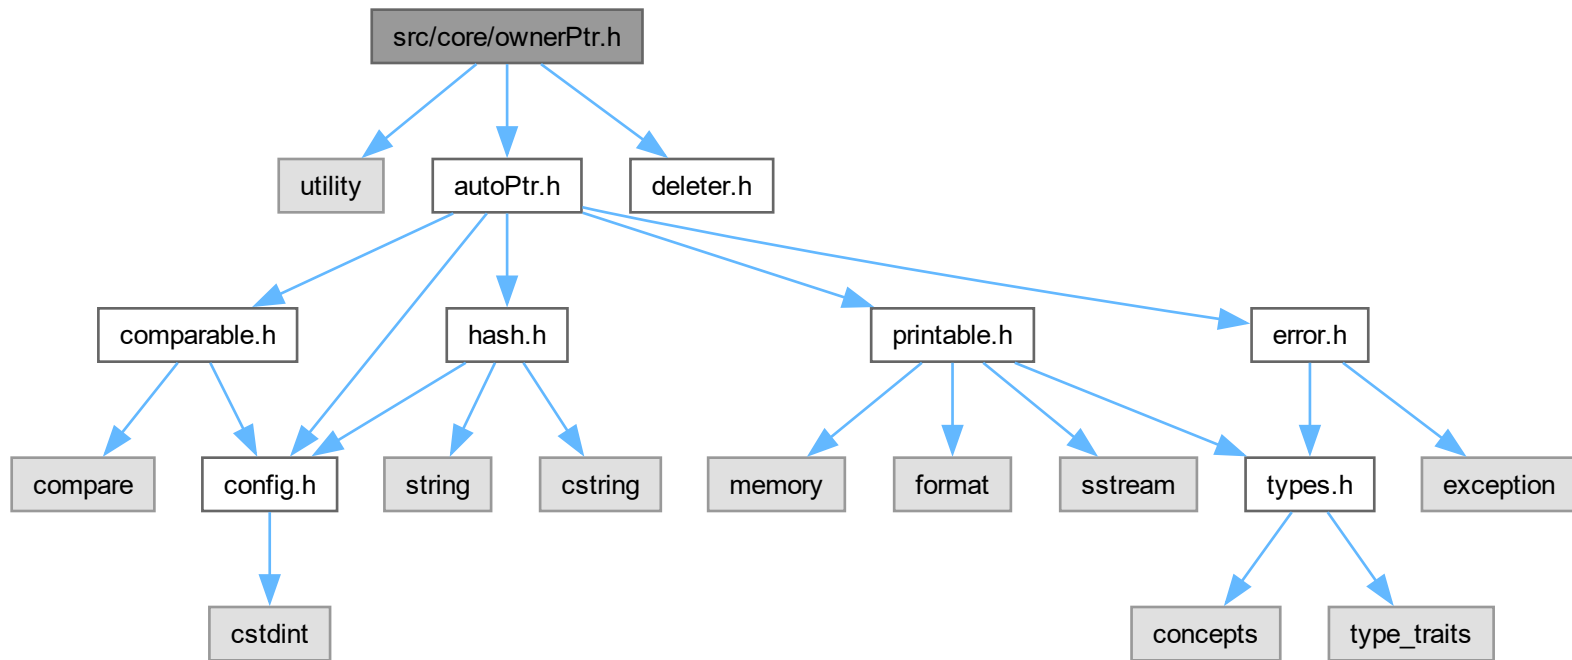 src/core/ownerPtr.h
utility
autoPtr.h
deleter.h
comparable.h
hash.h
printable.h
error.h
compare
config.h
string
cstring
memory
format
sstream
types.h
exception
cstdint
concepts
type_traits